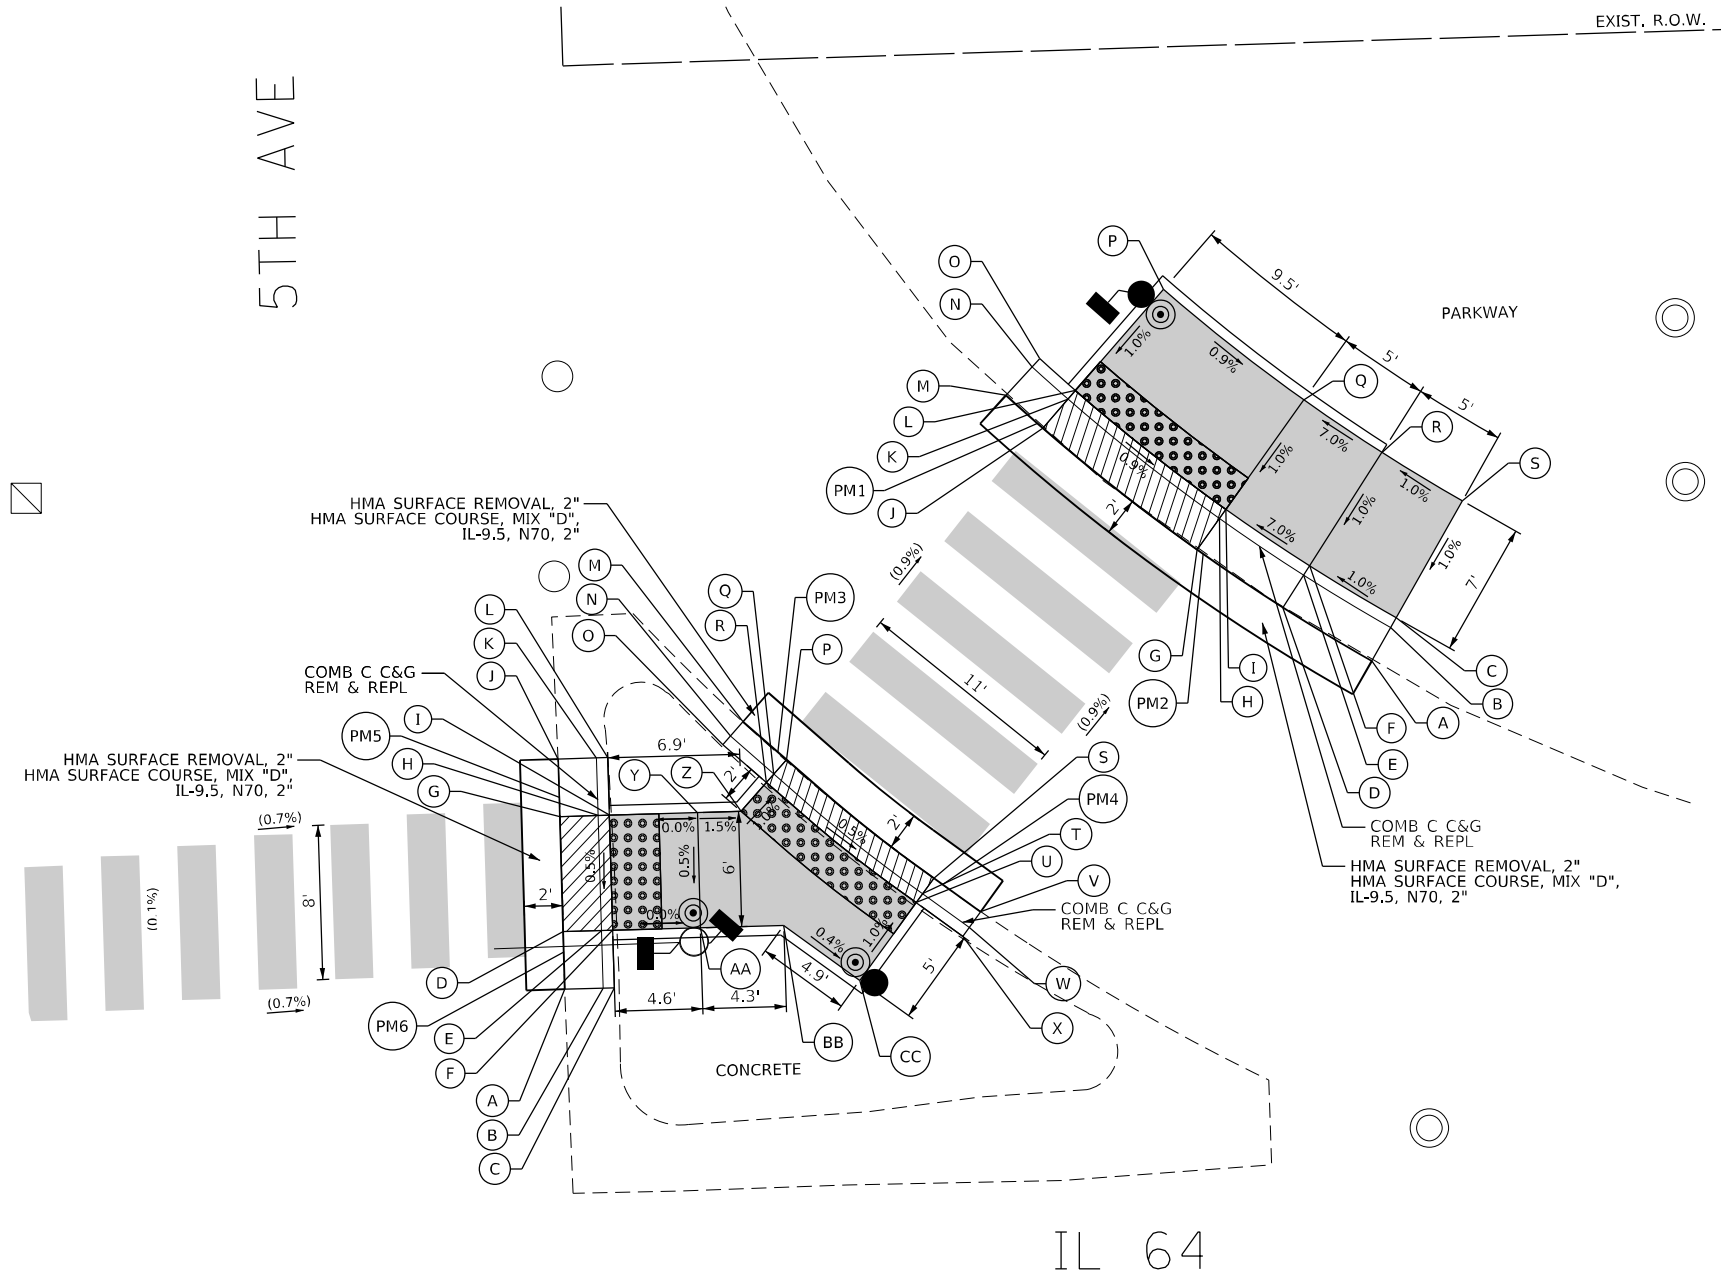 EXIST. R.O.W.
5TH AVE
P
O
N
9.5'
PARKWAY
5'
5'
1.0%
0.9%
M
L
Q
R
S
7.0%
1.0%
1.0%
K
PM1
J
0.9%
2'
7.0%
1.0%
1.0%
1.0%
7'
HMA SURFACE REMOVAL, 2"
HMA SURFACE COURSE, MIX "D",
IL-9.5, N70, 2"
(0.9%)
M
N
O
Q
R
PM3
P
11'
(0.9%)
G
PM2
I
H
C
B
A
F
E
D
L
K
J
COMB C C&G
REM & REPL
I
PM5
H
G
HMA SURFACE REMOVAL, 2"
HMA SURFACE COURSE, MIX "D",
IL-9.5, N70, 2"
6.9'
Y
Z
2'
S
PM4
T
U
V
COMB C C&G
REM & REPL
HMA SURFACE REMOVAL, 2"
HMA SURFACE COURSE, MIX "D",
IL-9.5, N70, 2"
COMB C C&G
REM & REPL
(0.7%)
0.0%
1.5%
1.0%
0.5%
2'
0.5%
0.5%
6'
8'
2'
(0.1%)
0.0%
0.4%
1.0%
4.9'
5'
(0.7%)
D
PM6
E
F
A
B
C
AA
4.6'
4.3'
BB
CC
W
X
CONCRETE
IL 64